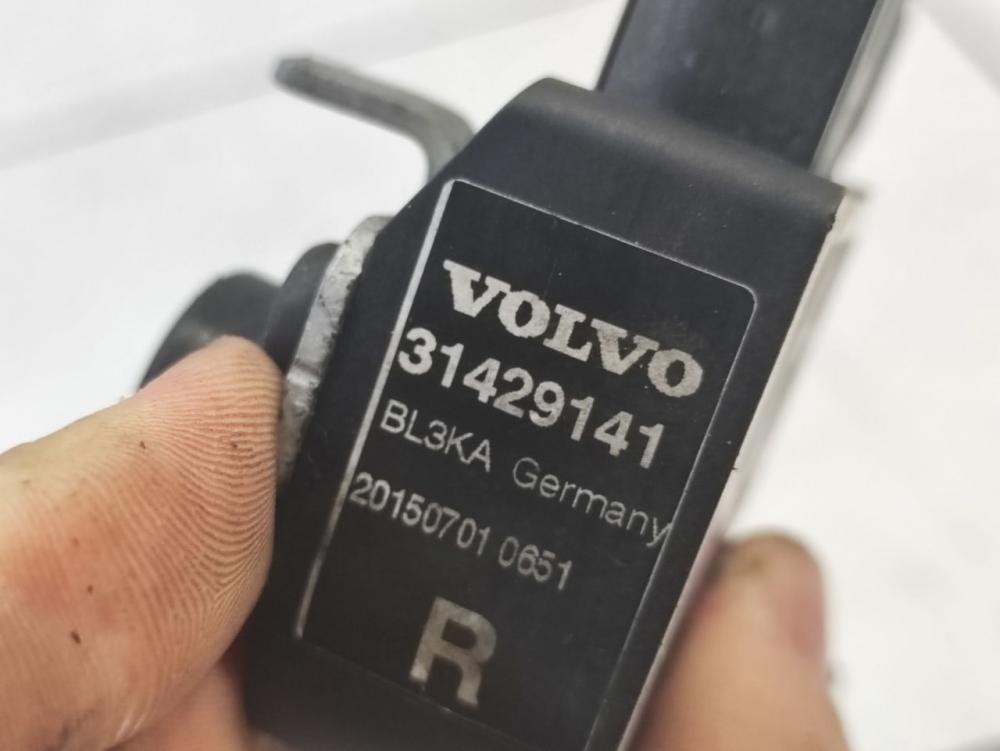 VOLVO
31429141
BL3KA Germany
20150701 0651
R